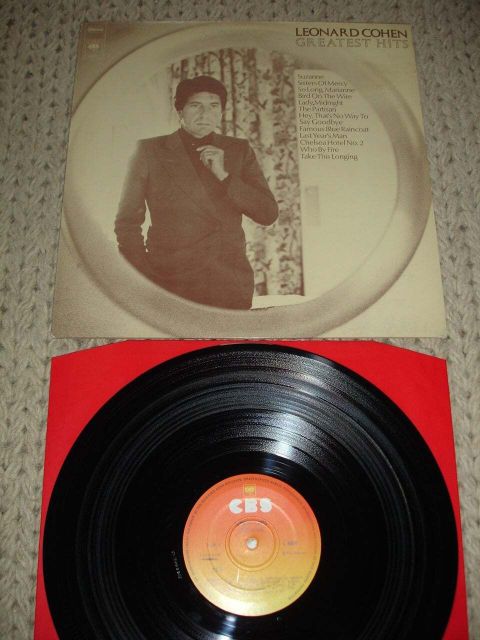 LEONARD COHEN
GREATEST HITS
Suzanne
Sisters Of Mercy
So Long, Marianne
Bird On The Wire
Lady, Midnight
The Partisan
Hey, That's No Way To
Say Goodbye
Famous Blue Raincoat
Last Year's Man
Chelsea Hotel No. 2
Who By Fire
Take This Longing
CBS